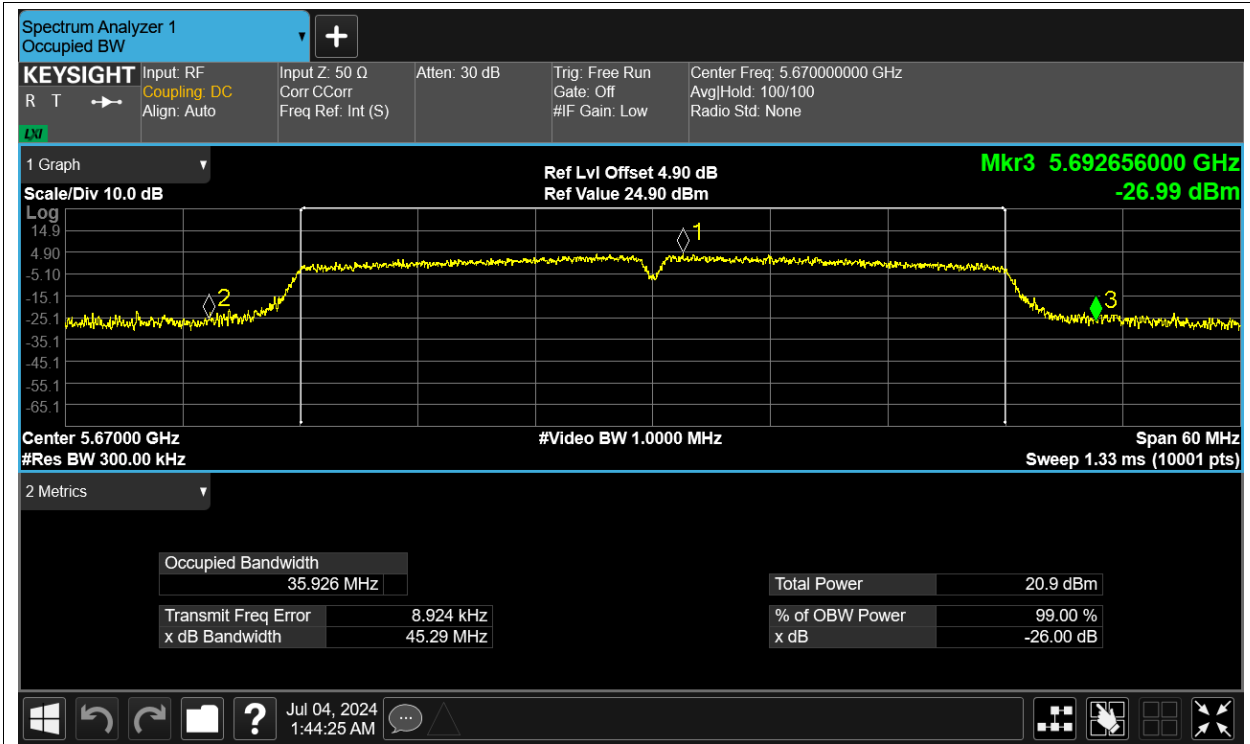 Spectrum Analyzer 1
Occupied BW
+
KEYSIGHT
R T
LXI
Input: RF
Coupling: DC
Align: Auto
Input Z: 50 Ω
Corr CCorr
Freq Ref: Int (S)
Atten: 30 dB
Trig: Free Run
Gate: Off
#IF Gain: Low
Center Freq: 5.670000000 GHz
Avg|Hold: 100/100
Radio Std: None
1 Graph
Scale/Div 10.0 dB
Ref Lvl Offset 4.90 dB
Ref Value 24.90 dBm
Mkr3 5.692656000 GHz
-26.99 dBm
Log
14.9
4.90
-5.10
-15.1
-25.1
-35.1
-45.1
-55.1
-65.1
1
2
3
Center 5.67000 GHz
#Res BW 300.00 kHz
#Video BW 1.0000 MHz
Span 60 MHz
Sweep 1.33 ms (10001 pts)
2 Metrics
Occupied Bandwidth
35.926 MHz
Transmit Freq Error 8.924 kHz
x dB Bandwidth 45.29 MHz
Total Power 20.9 dBm
% of OBW Power 99.00 %
x dB -26.00 dB
?
Jul 04, 2024
1:44:25 AM